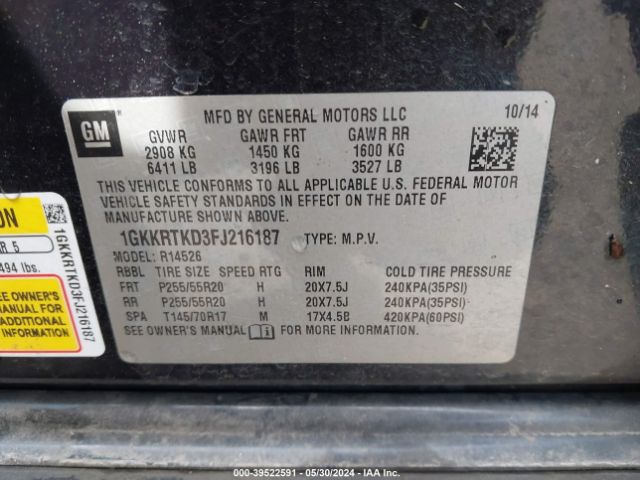 GM
MFD BY GENERAL MOTORS LLC
10/14
GVWR GAWR FRT GAWR RR
2908 KG 1450 KG 1600 KG
6411 LB 3196 LB 3527 LB
THIS VEHICLE CONFORMS TO ALL APPLICABLE U.S. FEDERAL MOTOR
VEHICLE SAFETY STANDARDS IN EFFECT ON THE DATE OF
MANUFACTURE SHOWN ABOVE.
1GKKRTKD3FJ216187 TYPE: M.P.V.
MODEL: R14526
RBBL TIRE SIZE SPEED RTG RIM COLD TIRE PRESSURE
FRT P255/55R20 H 20X7.5J 240KPA(35PSI)
RR P255/55R20 H 20X7.5J 240KPA(35PSI)
SPA T145/70R17 M 17X4.5B 420KPA(60PSI)
SEE OWNER'S MANUAL FOR MORE INFORMATION.
ON
R 5
494 lbs.
SEE OWNER'S
MANUAL FOR
ADDITIONAL
INFORMATION
1GKKRTKD3FJ216187
000-39522591 - 05/30/2024 - IAA Inc.